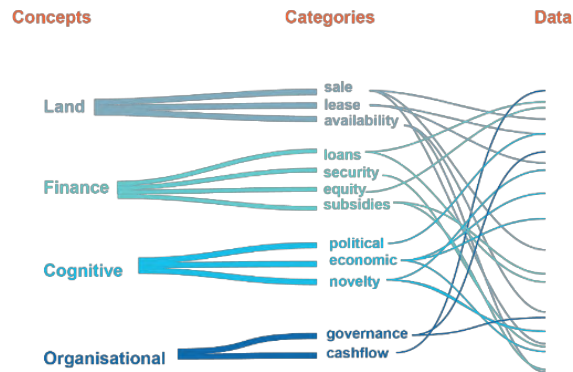 Concepts Categories Data
sale
Land lease
availability
loans
security
Finance equity
subsidies
political
Cognitive economic
novelty
governance
Organisational cashflow